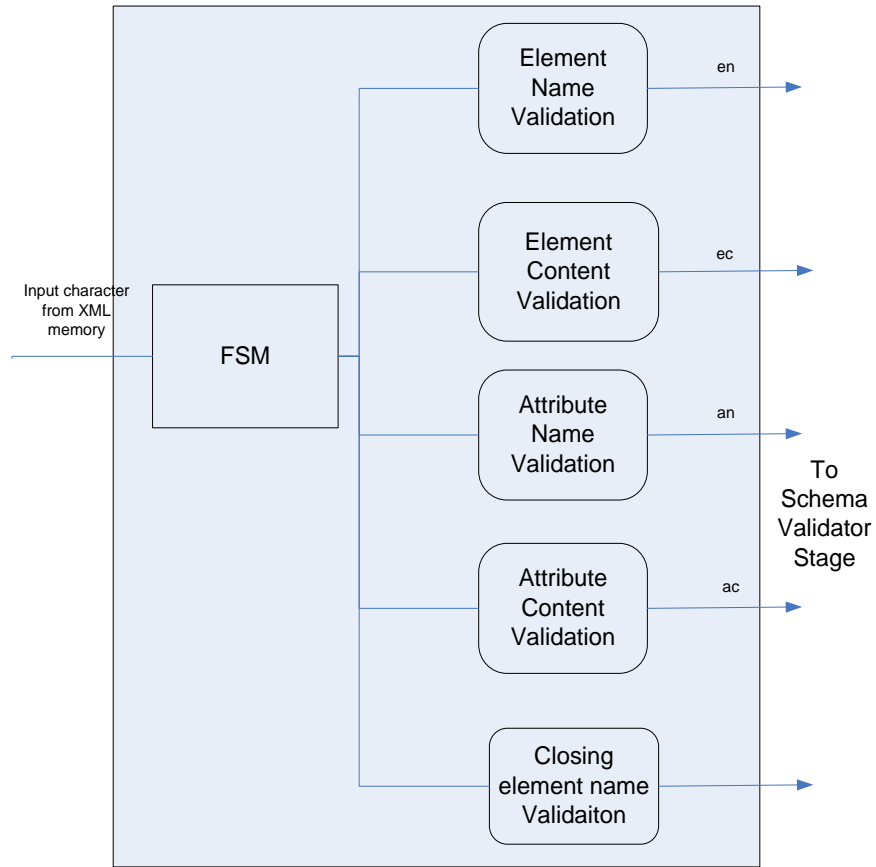 Element
Name
Validation
en
Element
Content
Validation
ec
Input character
from XML
memory
FSM
Attribute
Name
Validation
an
To
Schema
Validator
Stage
Attribute
Content
Validation
ac
Closing
element name
Validaiton